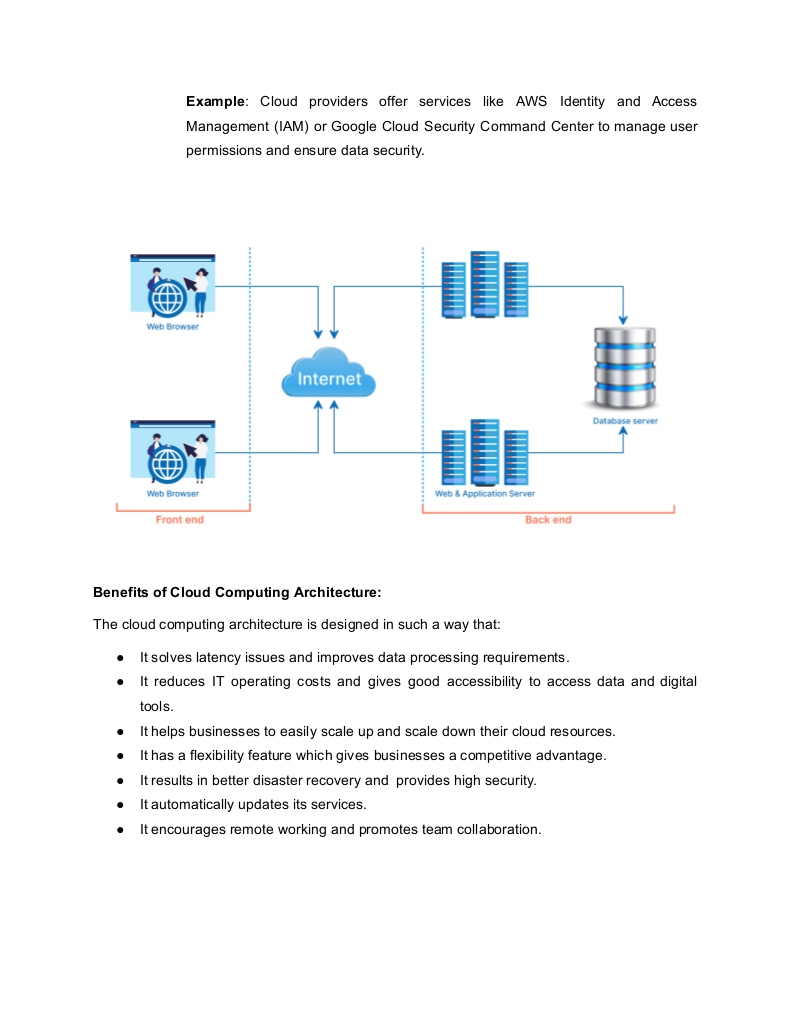 Example: Cloud providers offer services like AWS Identity and Access
Management (IAM) or Google Cloud Security Command Center to manage user
permissions and ensure data security.
Web Browser
Internet
Database server
Web Browser
Web & Application Server
Front end
Back end
Benefits of Cloud Computing Architecture:
The cloud computing architecture is designed in such a way that:
● It solves latency issues and improves data processing requirements.
● It reduces IT operating costs and gives good accessibility to access data and digital
tools.
● It helps businesses to easily scale up and scale down their cloud resources.
● It has a flexibility feature which gives businesses a competitive advantage.
● It results in better disaster recovery and provides high security.
● It automatically updates its services.
● It encourages remote working and promotes team collaboration.